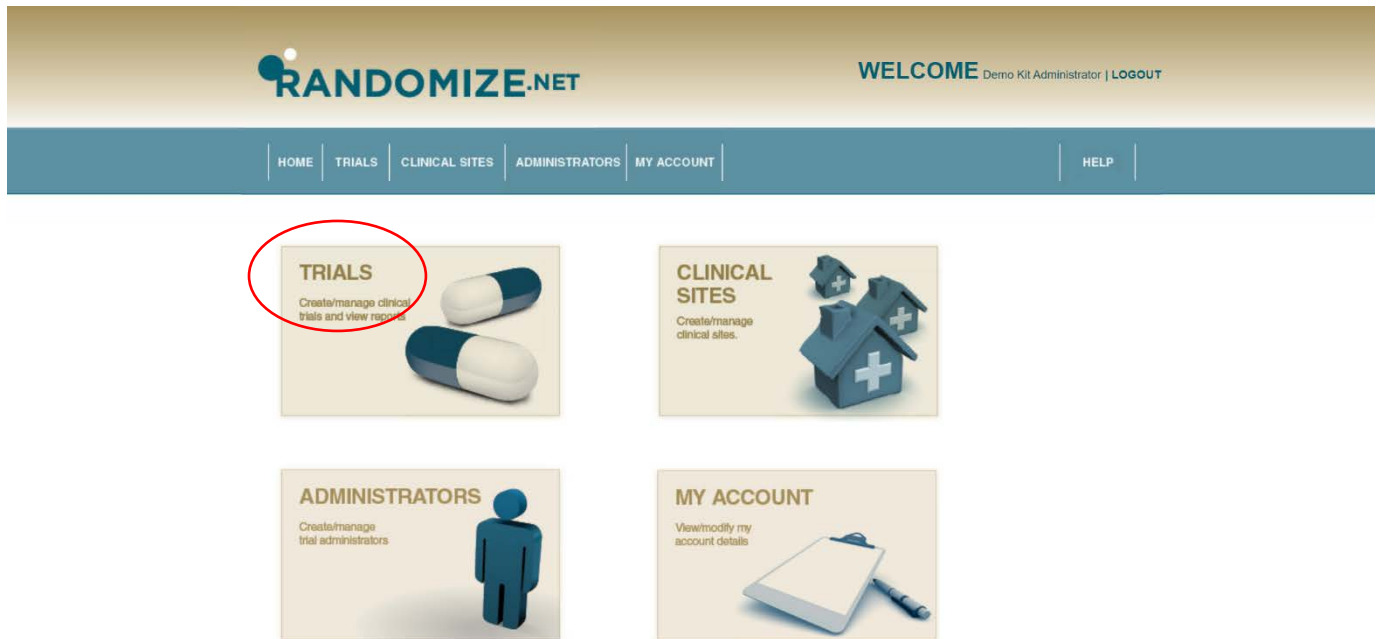 RANDOMIZE.NET
WELCOME Demo Kit Administrator | LOGOUT
HOME TRIALS CLINICAL SITES ADMINISTRATORS MY ACCOUNT HELP
TRIALS
Create/manage clinical
trials and view reports
CLINICAL
SITES
Create/manage
clinical sites.
ADMINISTRATORS
Create/manage
trial administrators
MY ACCOUNT
View/modify my
account details